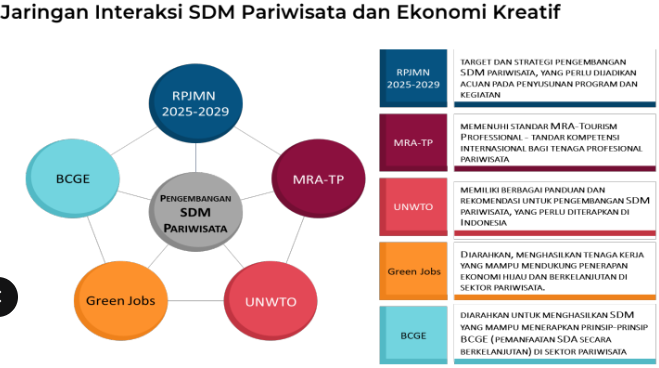 Jaringan Interaksi SDM Pariwisata dan Ekonomi Kreatif
RPJMN
2025-2029
BCGE
MRA-TP
PENGEMBANGAN
SDM
PARIWISATA
Green Jobs
UNWTO
RPJMN
2025-2029
TARGET DAN STRATEGI PENGEMBANGAN
SDM PARIWISATA, YANG PERLU DIJADIKAN
ACUAN PADA PENYUSUNAN PROGRAM DAN
KEGIATAN
MRA-TP
MEMENUHI STANDAR MRA-TOURISM
PROFESSIONAL - TANDAR KOMPETENSI
INTERNASIONAL BAGI TENAGA PROFESIONAL
PARIWISATA
UNWTO
MEMILIKI BERBAGAI PANDUAN DAN
REKOMENDASI UNTUK PENGEMBANGAN SDM
PARIWISATA, YANG PERLU DITERAPKAN DI
INDONESIA
Green Jobs
DIARAHKAN, MENGHASILKAN TENAGA KERJA
YANG MAMPU MENDUKUNG PENERAPAN
EKONOMI HIJAU DAN BERKELANJUTAN DI
SEKTOR PARIWISATA.
BCGE
DIARAHKAN UNTUK MENGHASILKAN SDM
YANG MAMPU MENERAPKAN PRINSIP-PRINSIP
BCGE (PEMANFAATAN SDA SECARA
BERKELANJUTAN) DI SEKTOR PARIWISATA